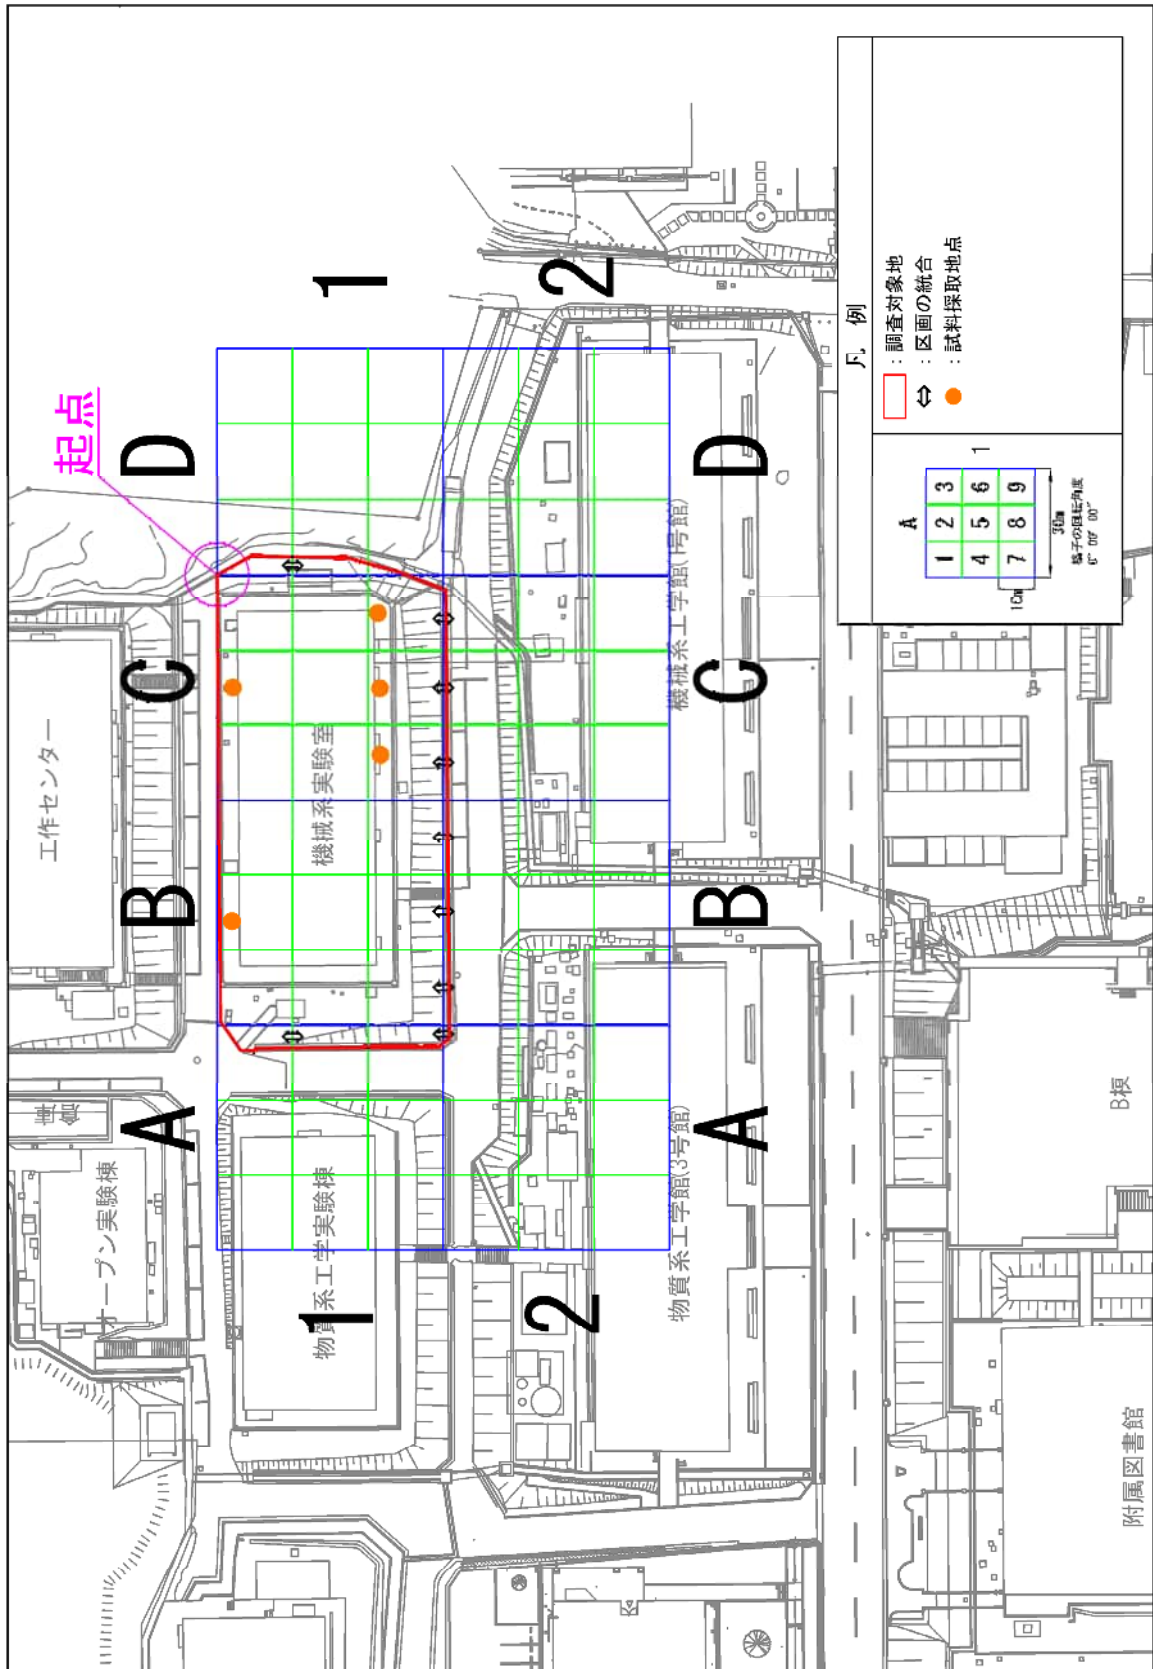 起点
A
B
C
D
1
1
2
2
A
B
C
D
工作センター
オープン実験棟
機械系実験室
物質系工学実験棟
機械系工学館(1号館)
物質系工学館(3号館)
B棟
附属図書館
凡 例
：調査対象地
：区画の統合
：試料採取地点
A
1 2 3
4 5 6
7 8 9
1
10m
30m
格子の回転角度